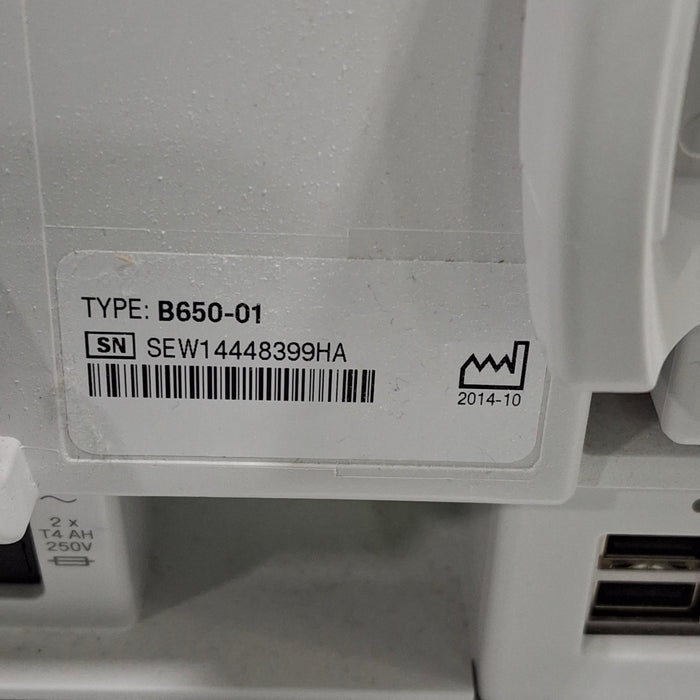 TYPE: B650-01
SN SEW14448399HA
2014-10
2 x
T4 AH
250V